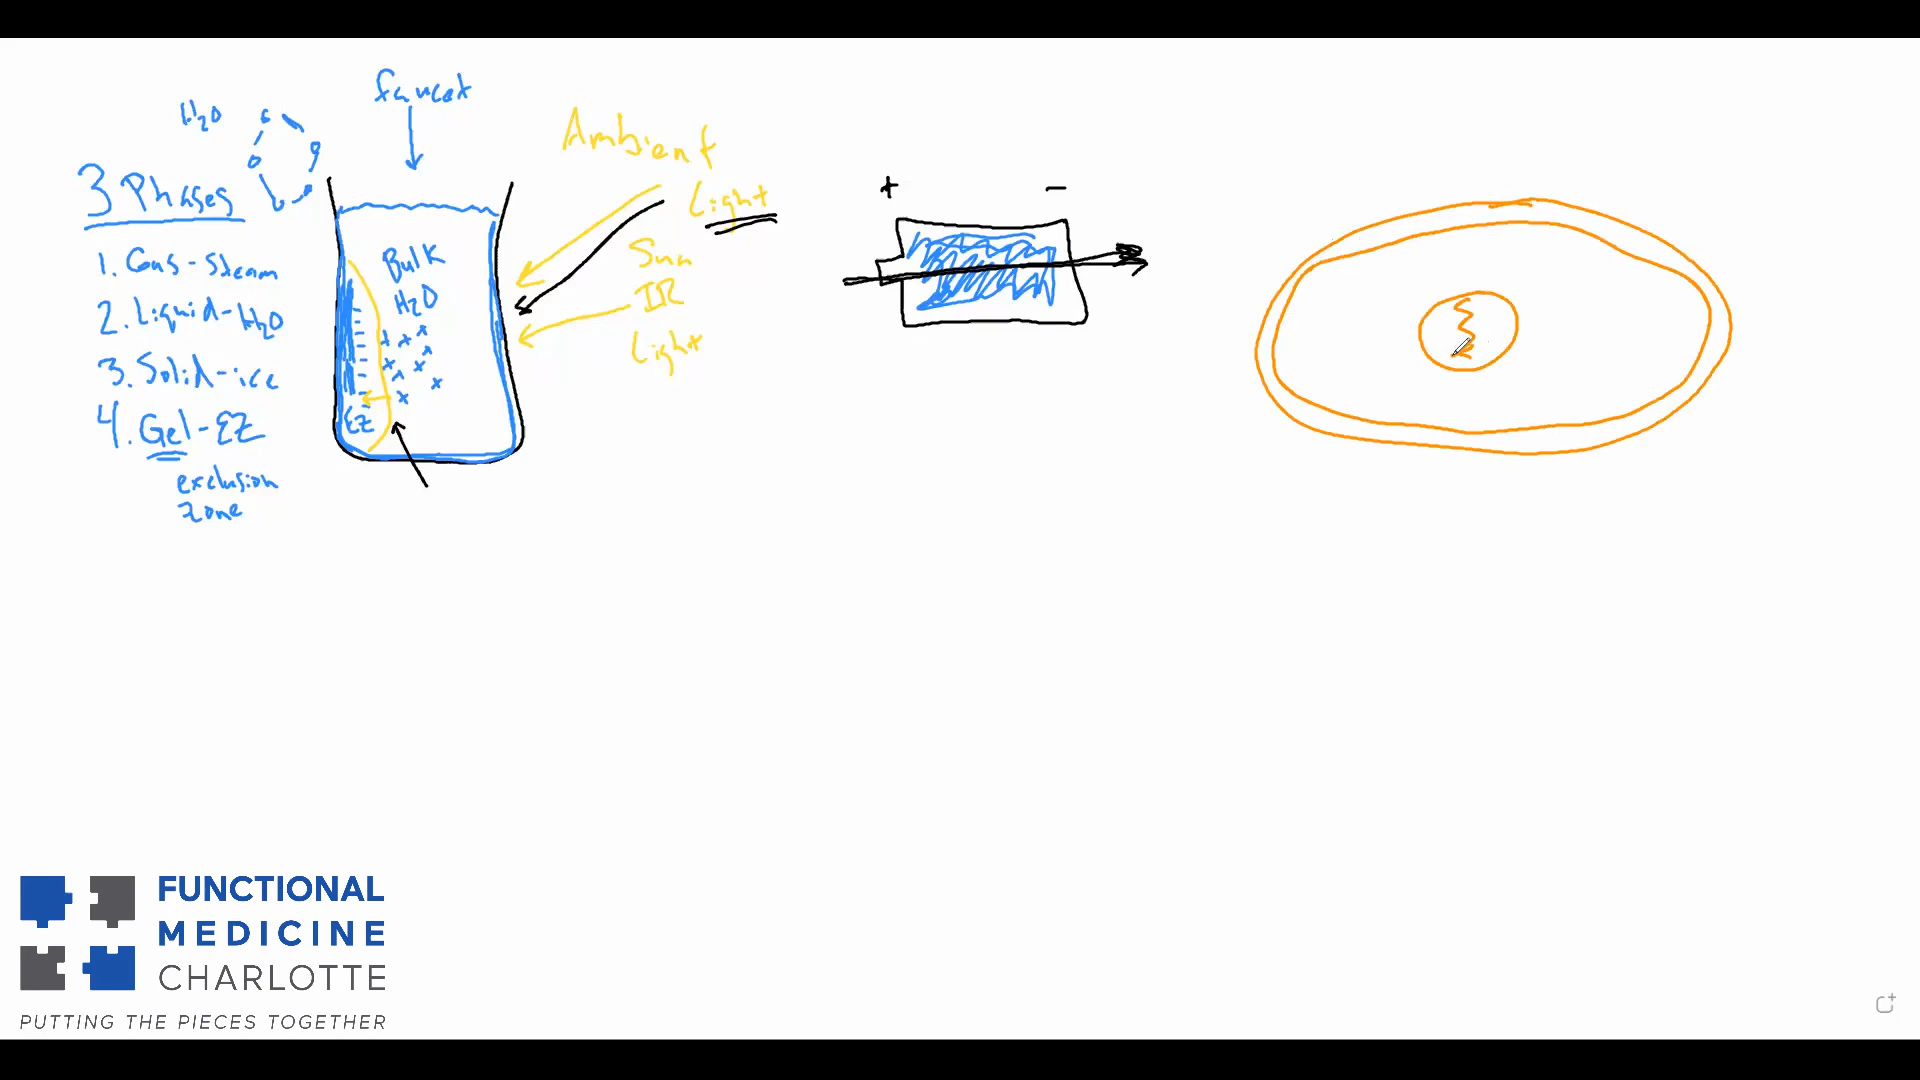 faucet
H2O
3 Phases
1. Gas - Steam
2. Liquid - H2O
3. Solid - ice
4. Gel - EZ
exclusion
zone
Bulk
H2O
EZ
Ambient
Light
Sun
IR
Light
+ -
FUNCTIONAL
MEDICINE
CHARLOTTE
PUTTING THE PIECES TOGETHER